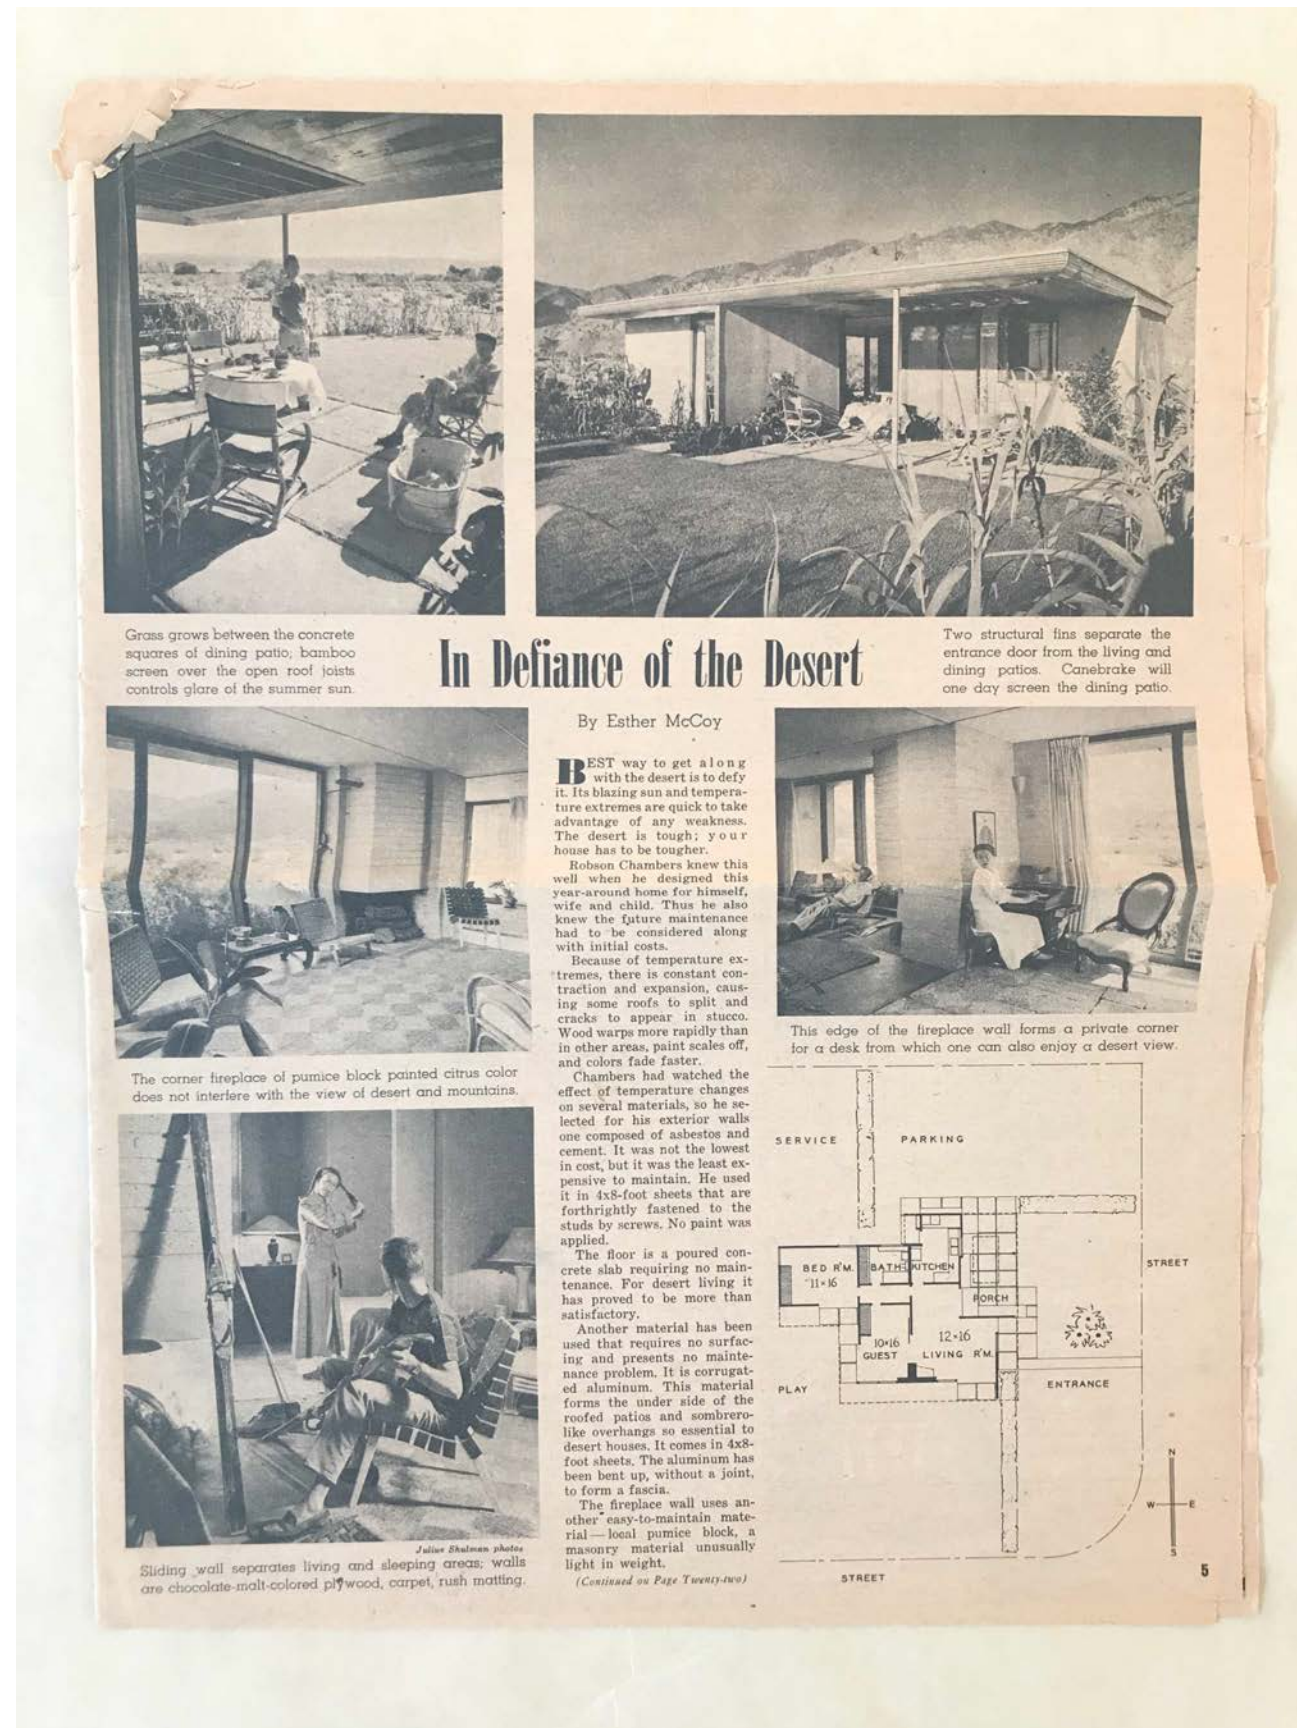 Grass grows between the concrete
squares of dining patio; bamboo
screen over the open roof joists
controls glare of the summer sun.
In Defiance of the Desert
Two structural fins separate the
entrance door from the living and
dining patios. Canebrake will
one day screen the dining patio.
By Esther McCoy
BEST way to get along
with the desert is to defy
it. Its blazing sun and tempera-
ture extremes are quick to take
advantage of any weakness.
The desert is tough; your
house has to be tougher.
Robson Chambers knew this
well when he designed this
year-around home for himself,
wife and child. Thus he also
knew the future maintenance
had to be considered along
with initial costs.
Because of temperature ex-
tremes, there is constant con-
traction and expansion, caus-
ing some roofs to split and
cracks to appear in stucco.
Wood warps more rapidly than
in other areas, paint scales off,
and colors fade faster.
Chambers had watched the
effect of temperature changes
on several materials, so he se-
lected for his exterior walls
one composed of asbestos and
cement. It was not the lowest
in cost, but it was the least ex-
pensive to maintain. He used
it in 4x8-foot sheets that are
forthrightly fastened to the
studs by screws. No paint was
applied.
The floor is a poured con-
crete slab requiring no main-
tenance. For desert living it
has proved to be more than
satisfactory.
Another material has been
used that requires no surfac-
ing and presents no mainte-
nance problem. It is corrugat-
ed aluminum. This material
forms the under side of the
roofed patios and sombrero-
like overhangs so essential to
desert houses. It comes in 4x8-
foot sheets. The aluminum has
been bent up, without a joint,
to form a fascia.
The fireplace wall uses an-
other easy-to-maintain mate-
rial — local pumice block, a
masonry material unusually
light in weight.
(Continued on Page Twenty-two)
The corner fireplace of pumice block painted citrus color
does not interfere with the view of desert and mountains.
Julius Shulman photos
Sliding wall separates living and sleeping areas; walls
are chocolate-malt-colored plywood, carpet, rush matting.
This edge of the fireplace wall forms a private corner
for a desk from which one can also enjoy a desert view.
SERVICE
PARKING
BED R'M.
11×16
BATH
KITCHEN
STREET
PORCH
10×16
GUEST
12×16
LIVING R'M.
PLAY
ENTRANCE
N
W
E
S
STREET
5